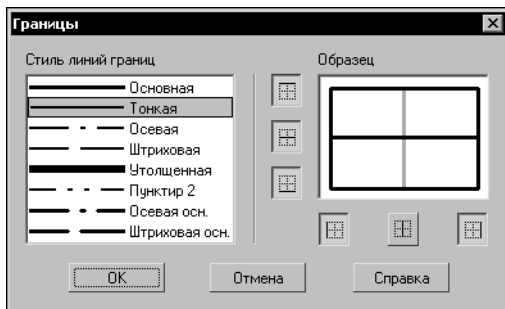 Границы
Стиль линий границ
Образец
Основная
Тонкая
Осевая
Штриховая
Утолщенная
Пунктир 2
Осевая осн.
Штриховая осн.
OK
Отмена
Справка